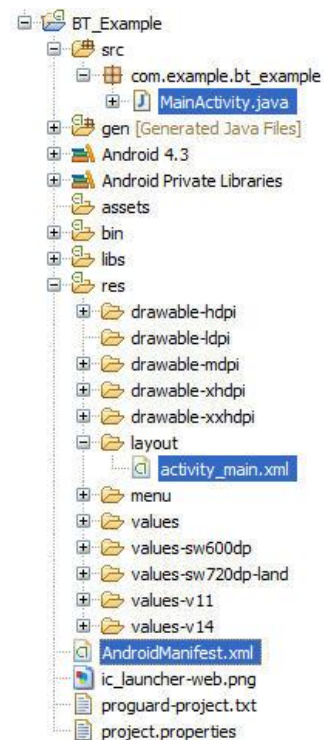 BT_Example
src
com.example.bt_example
MainActivity.java
gen [Generated Java Files]
Android 4.3
Android Private Libraries
assets
bin
libs
res
drawable-hdpi
drawable-ldpi
drawable-mdpi
drawable-xhdpi
drawable-xxhdpi
layout
activity_main.xml
menu
values
values-sw600dp
values-sw720dp-land
values-v11
values-v14
AndroidManifest.xml
ic_launcher-web.png
proguard-project.txt
project.properties